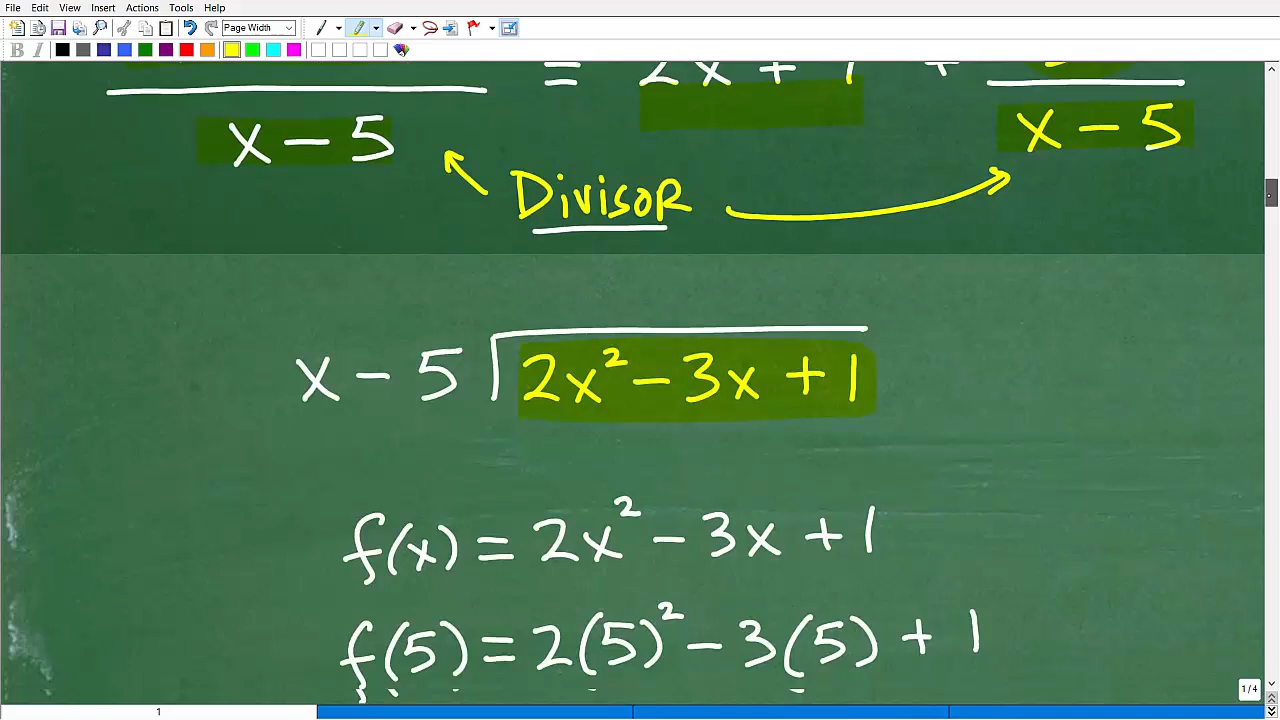 File Edit View Insert Actions Tools Help
Page Width
B I
= 2x + 1 +
x - 5
x - 5
Divisor
x - 5 2x² - 3x + 1
f(x) = 2x² - 3x + 1
f(5) = 2(5)² - 3(5) + 1
1/4
1